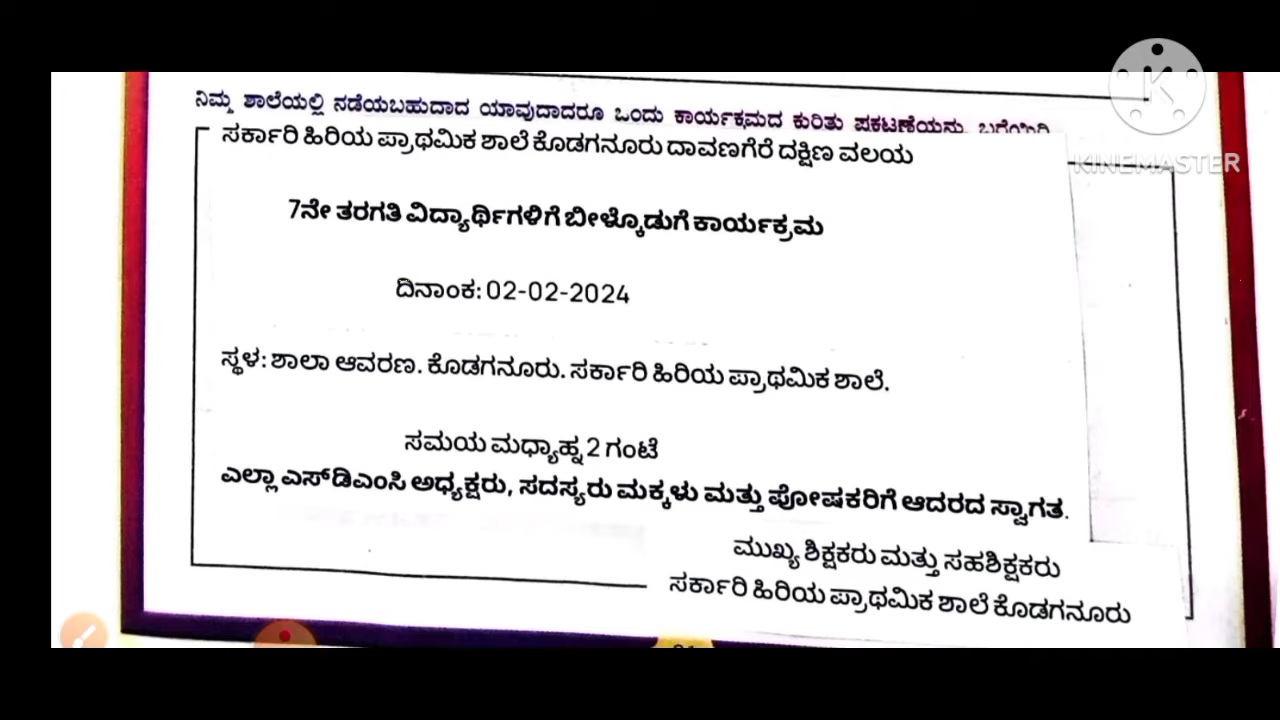 ನಿಮ್ಮ ಶಾಲೆಯಲ್ಲಿ ನಡೆಯಬಹುದಾದ ಯಾವುದಾದರೂ ಒಂದು ಕಾರ್ಯಕ್ರಮದ ಕುರಿತು ಪ್ರಕಟಣೆಯನ್ನು ಬರೆಯಿರಿ
ಸರ್ಕಾರಿ ಹಿರಿಯ ಪ್ರಾಥಮಿಕ ಶಾಲೆ ಕೊಡಗನೂರು ದಾವಣಗೆರೆ ದಕ್ಷಿಣ ವಲಯ
KINEMASTER
7ನೇ ತರಗತಿ ವಿದ್ಯಾರ್ಥಿಗಳಿಗೆ ಬೀಳ್ಕೊಡುಗೆ ಕಾರ್ಯಕ್ರಮ
ದಿನಾಂಕ: 02-02-2024
ಸ್ಥಳ: ಶಾಲಾ ಆವರಣ. ಕೊಡಗನೂರು. ಸರ್ಕಾರಿ ಹಿರಿಯ ಪ್ರಾಥಮಿಕ ಶಾಲೆ.
ಸಮಯ ಮಧ್ಯಾಹ್ನ 2 ಗಂಟೆ
ಎಲ್ಲಾ ಎಸ್‌ಡಿಎಂಸಿ ಅಧ್ಯಕ್ಷರು, ಸದಸ್ಯರು ಮಕ್ಕಳು ಮತ್ತು ಪೋಷಕರಿಗೆ ಆದರದ ಸ್ವಾಗತ.
ಮುಖ್ಯ ಶಿಕ್ಷಕರು ಮತ್ತು ಸಹಶಿಕ್ಷಕರು
ಸರ್ಕಾರಿ ಹಿರಿಯ ಪ್ರಾಥಮಿಕ ಶಾಲೆ ಕೊಡಗನೂರು